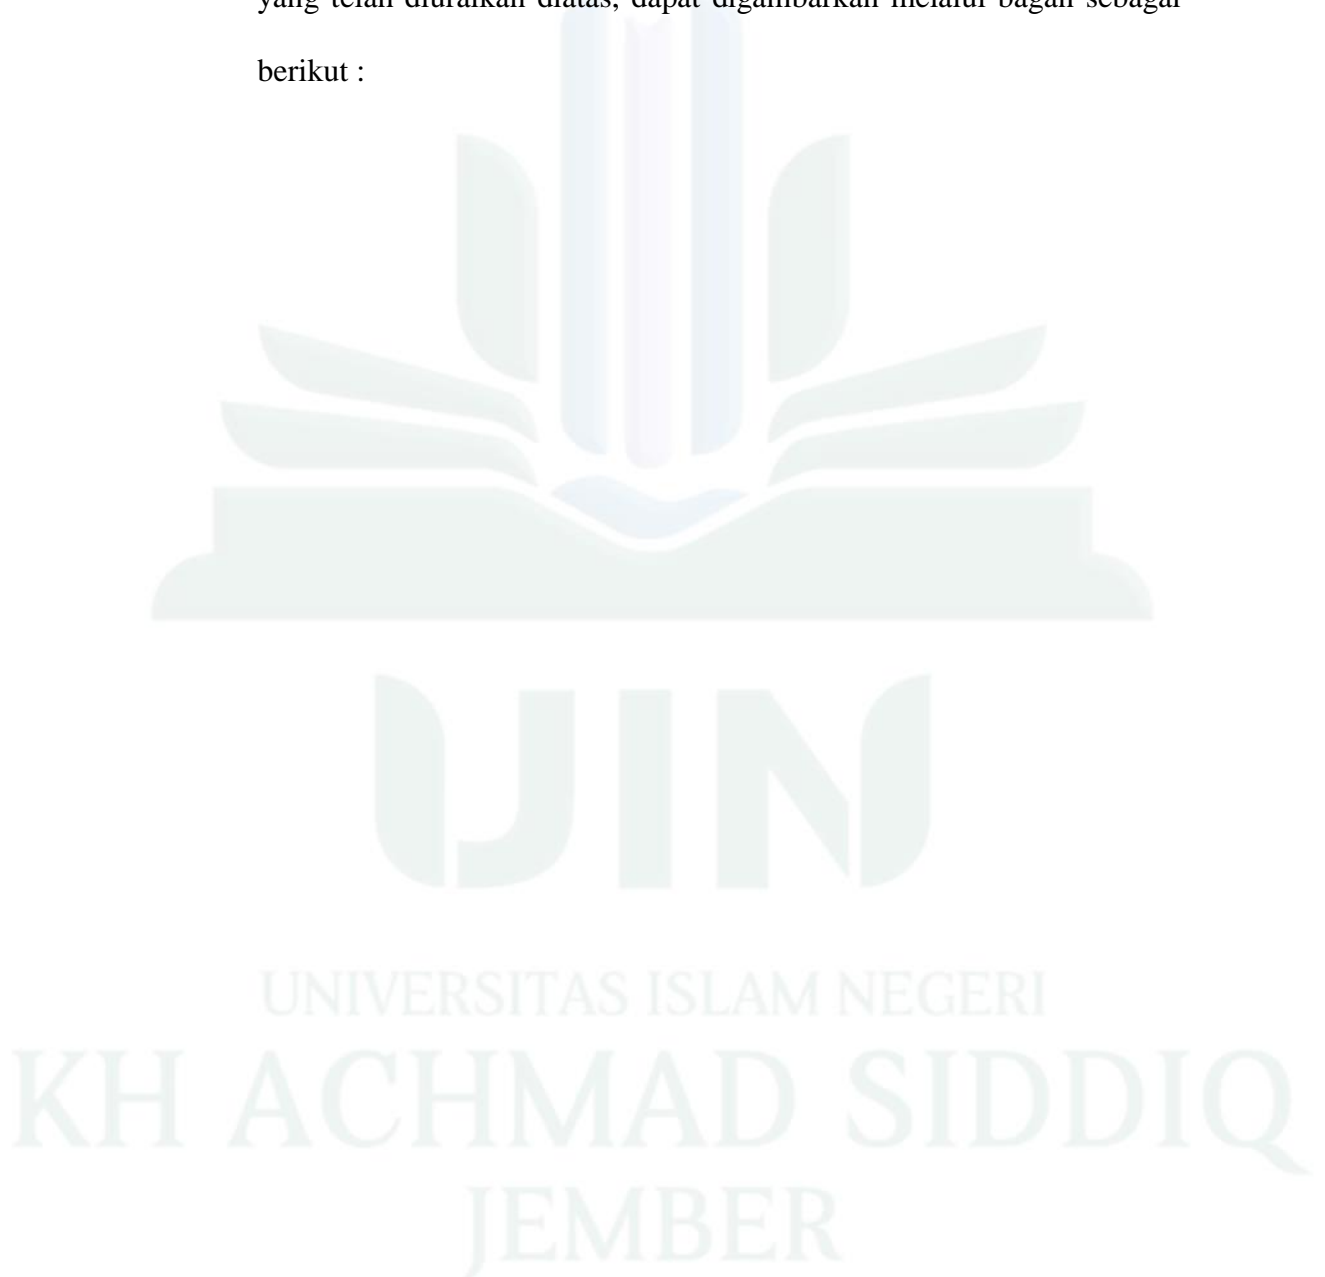 yang telah diuraikan diatas, dapat digambarkan melalui bagan sebagai
berikut :
UIN
UNIVERSITAS ISLAM NEGERI
KH ACHMAD SIDDIQ
JEMBER